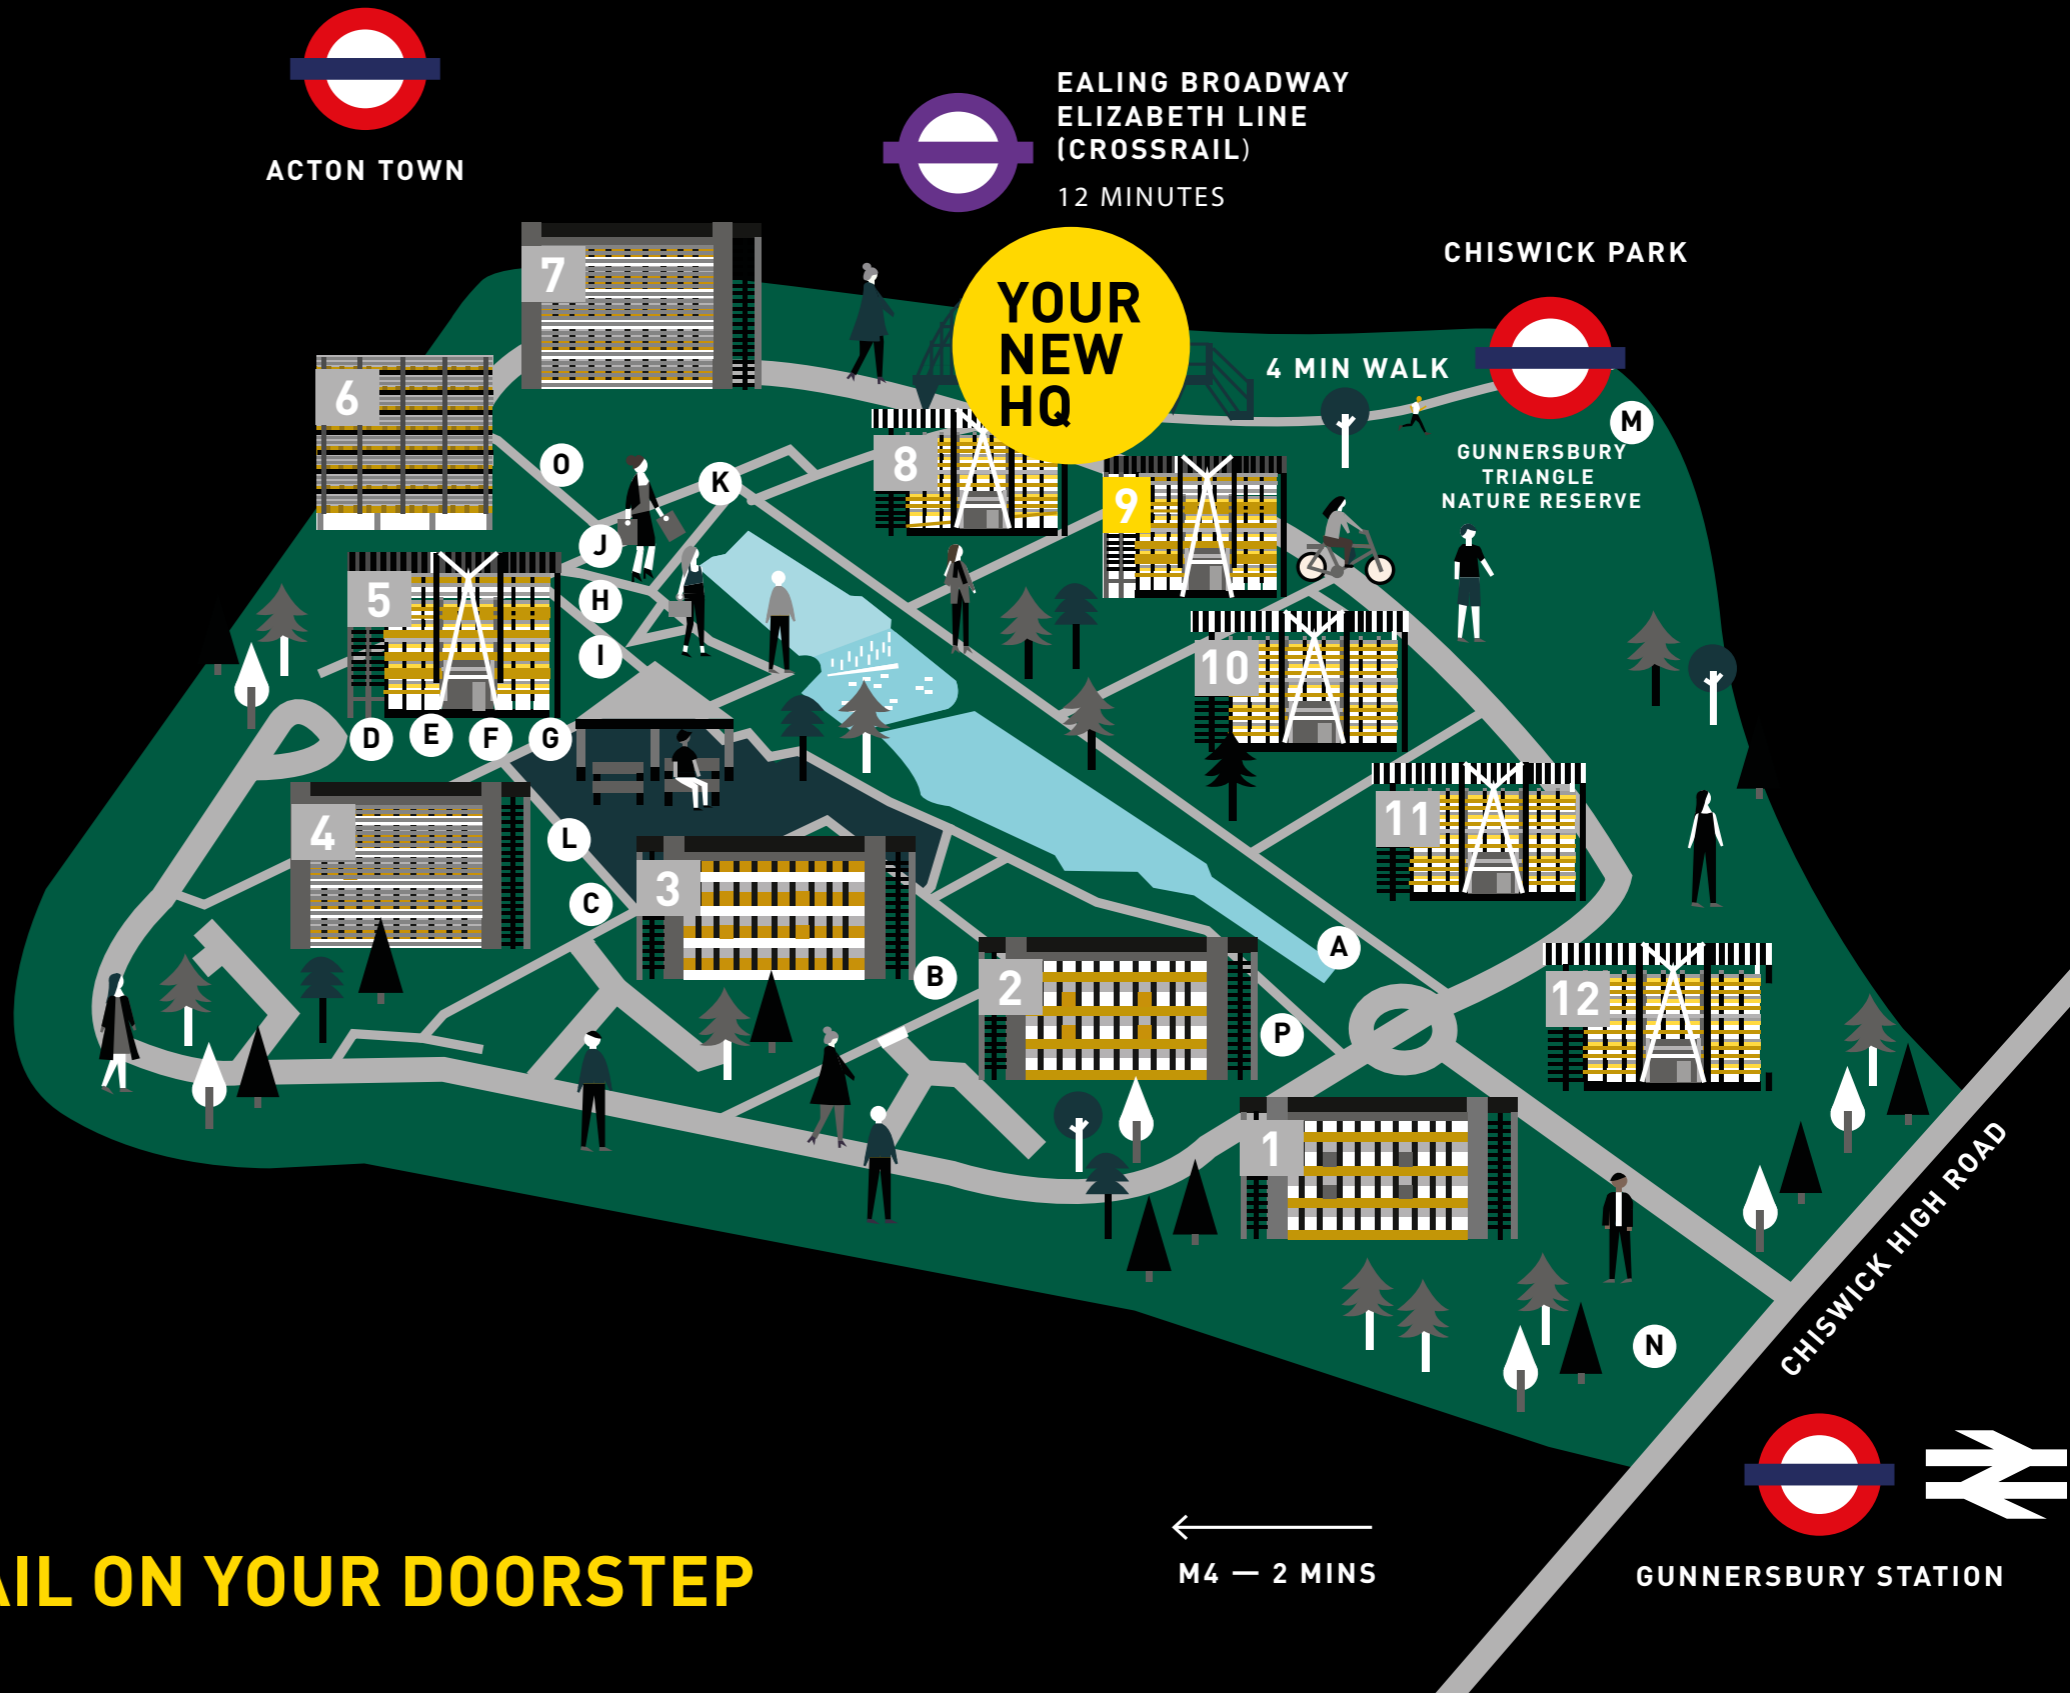 ACTON TOWN
EALING BROADWAY
ELIZABETH LINE
(CROSSRAIL)
12 MINUTES
YOUR
NEW
HQ
CHISWICK PARK
4 MIN WALK
M
GUNNERSBURY
TRIANGLE
NATURE RESERVE
7
6
O
K
8
9
J
H
I
5
10
D
E
F
G
4
L
C
3
11
B
2
A
P
12
1
N
CHISWICK HIGH ROAD
M4 — 2 MINS
GUNNERSBURY STATION
ON YOUR DOORSTEP